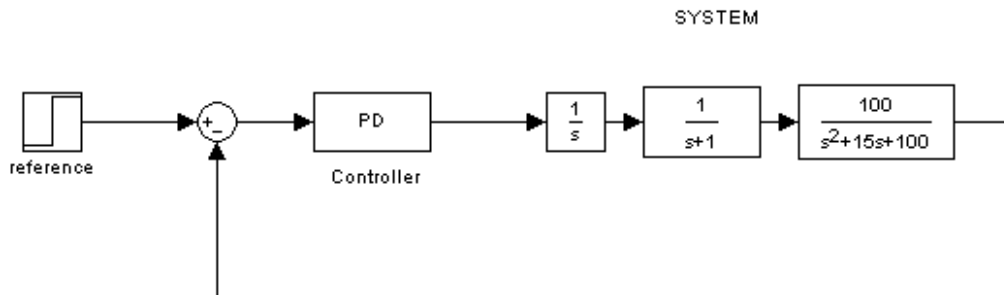 SYSTEM
+
-
PD
1
s
1
s+1
100
s²+15s+100
reference
Controller